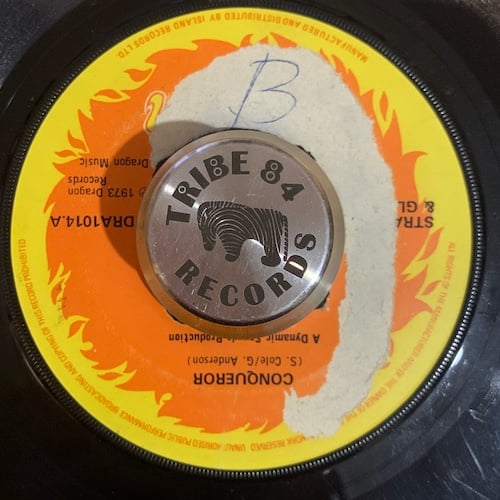 B
TRIBE 84
RECORDS
CONQUEROR
(S. Cole/G. Anderson)
A Dynamic Sounds Production
DRA1014.A
℗ 1973 Dragon
Records
Dragon Music
STRA
& GL
MANUFACTURED AND DISTRIBUTED BY ISLAND RECORDS LTD.
ALL RIGHTS OF THE MANUFACTURER AND OF THE OWNER OF THE
WORK RESERVED UNAUTHORISED PUBLIC PERFORMANCE BROADCASTING AND COPYING OF THIS RECORD PROHIBITED